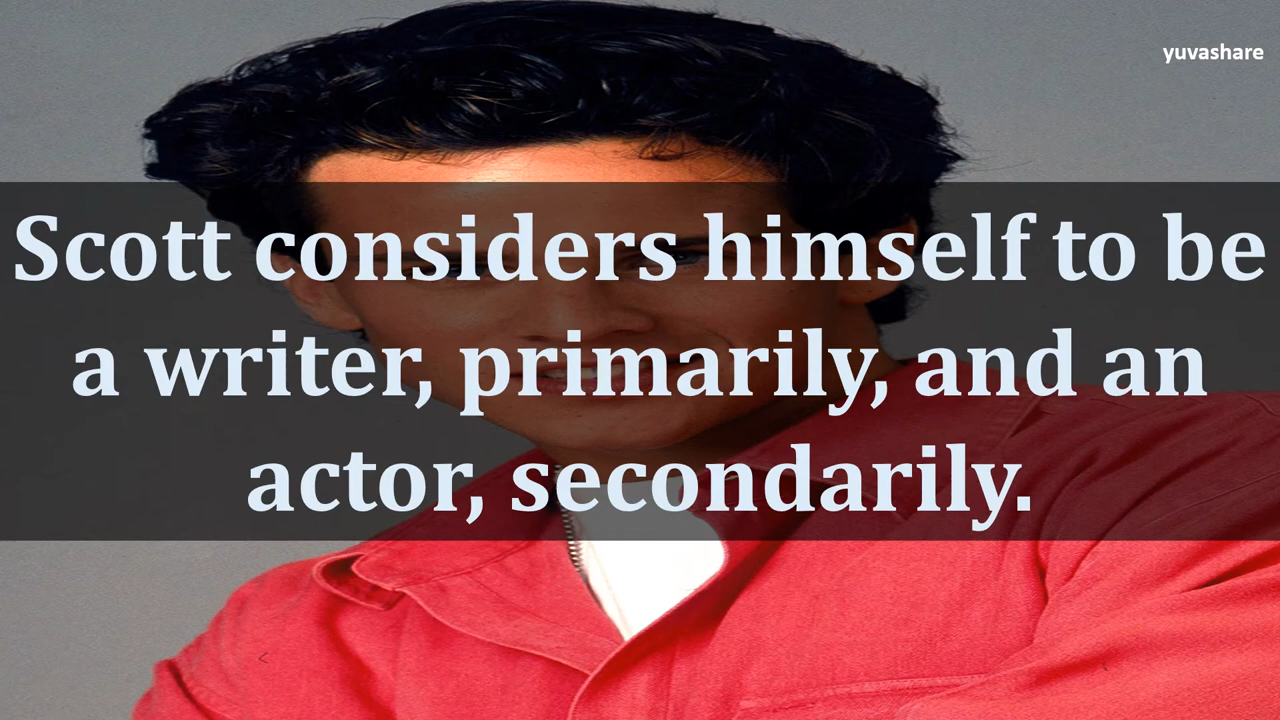 yuvashare
Scott considers himself to be
a writer, primarily, and an
actor, secondarily.